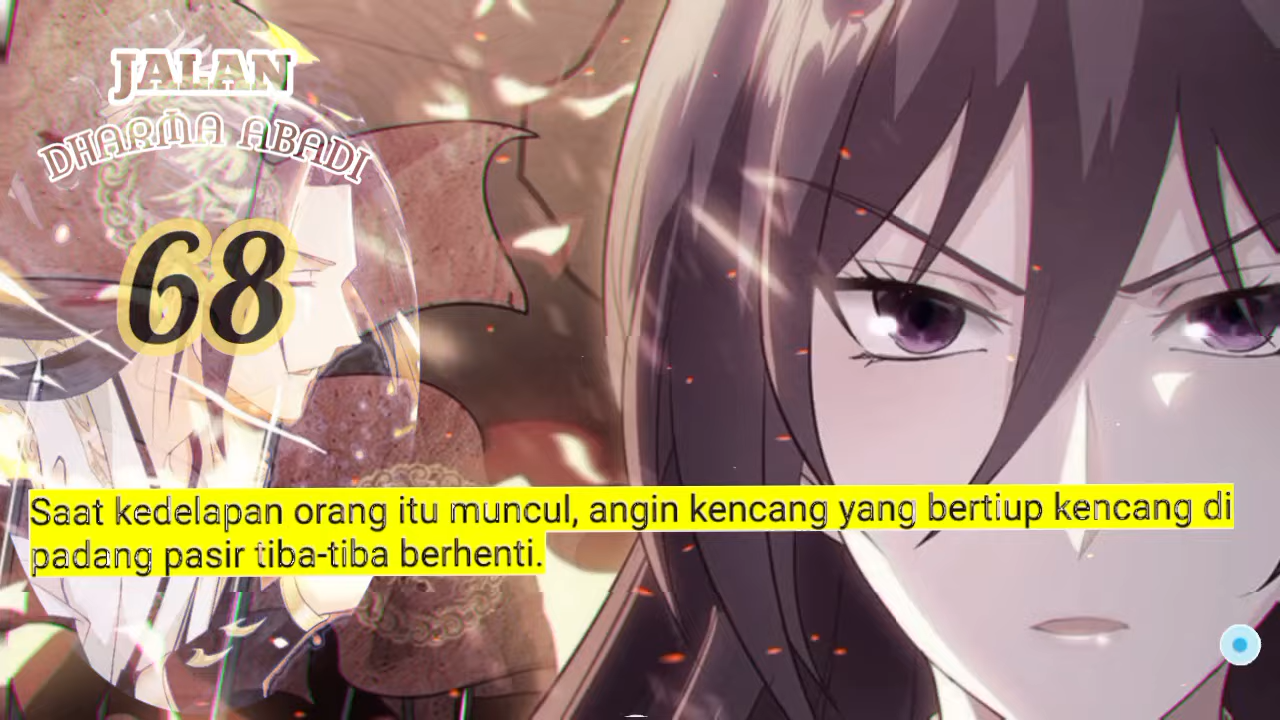 JALAN
DHARMA ABADI
68
Saat kedelapan orang itu muncul, angin kencang yang bertiup kencang di
padang pasir tiba-tiba berhenti.